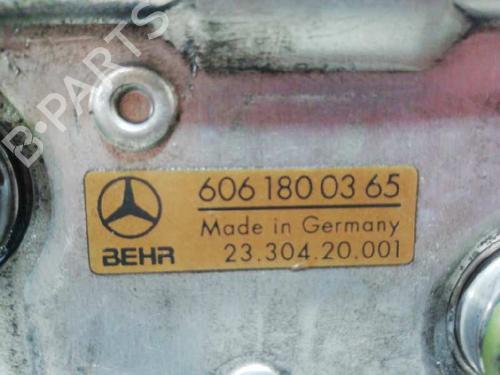 B-PARTS
606 180 03 65
Made in Germany
BEHR
23.304.20.001